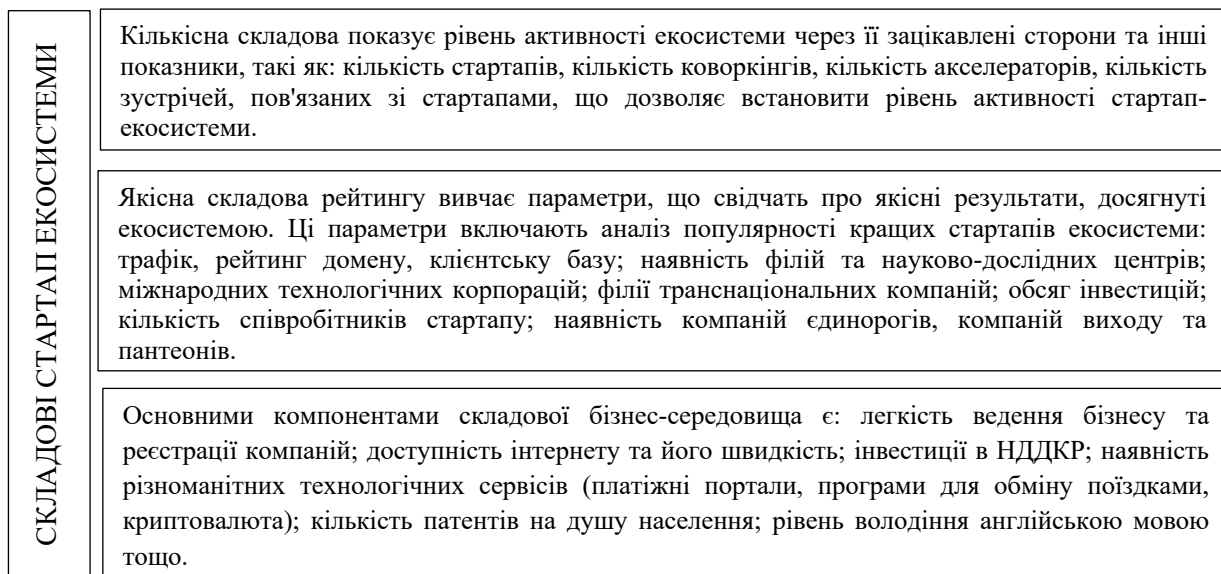 СКЛАДОВІ СТАРТАП ЕКОСИСТЕМИ
Кількісна складова показує рівень активності екосистеми через її зацікавлені сторони та інші
показники, такі як: кількість стартапів, кількість коворкінгів, кількість акселераторів, кількість
зустрічей, пов'язаних зі стартапами, що дозволяє встановити рівень активності стартап-
екосистеми.
Якісна складова рейтингу вивчає параметри, що свідчать про якісні результати, досягнуті
екосистемою. Ці параметри включають аналіз популярності кращих стартапів екосистеми:
трафік, рейтинг домену, клієнтську базу; наявність філій та науково-дослідних центрів;
міжнародних технологічних корпорацій; філії транснаціональних компаній; обсяг інвестицій;
кількість співробітників стартапу; наявність компаній єдинорогів, компаній виходу та
пантеонів.
Основними компонентами складової бізнес-середовища є: легкість ведення бізнесу та
реєстрації компаній; доступність інтернету та його швидкість; інвестиції в НДДКР; наявність
різноманітних технологічних сервісів (платіжні портали, програми для обміну поїздками,
криптовалюта); кількість патентів на душу населення; рівень володіння англійською мовою
тощо.